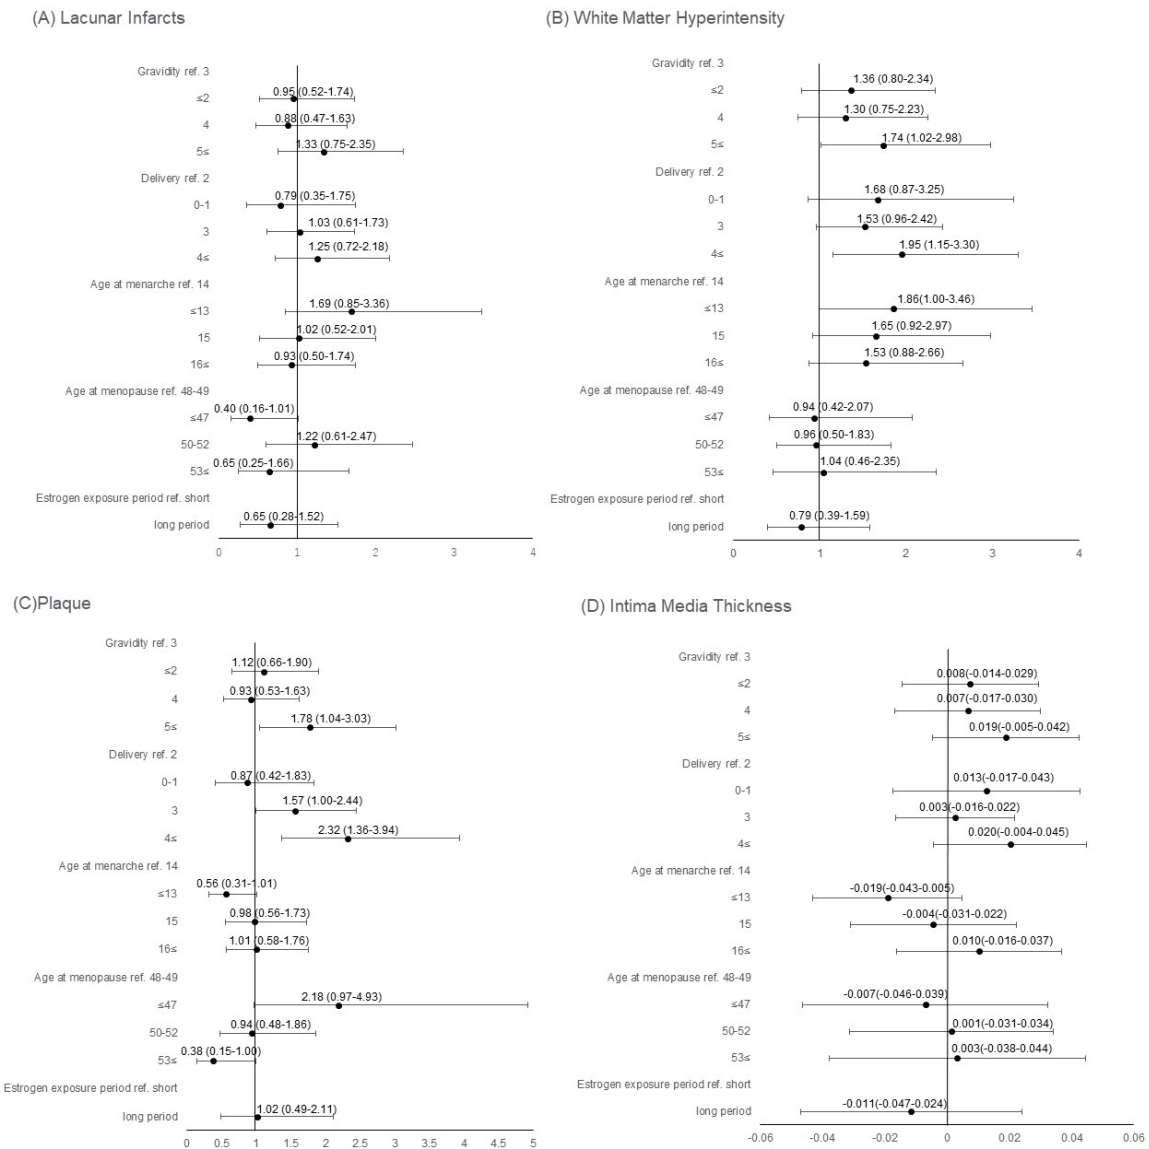 (A) Lacunar Infarcts
Gravidity ref. 3
≤2 0.95 (0.52-1.74)
4 0.88 (0.47-1.63)
5≤ 1.33 (0.75-2.35)
Delivery ref. 2
0-1 0.79 (0.35-1.75)
3 1.03 (0.61-1.73)
4≤ 1.25 (0.72-2.18)
Age at menarche ref. 14
≤13 1.69 (0.85-3.36)
15 1.02 (0.52-2.01)
16≤ 0.93 (0.50-1.74)
Age at menopause ref. 48-49
≤47 0.40 (0.16-1.01)
50-52 1.22 (0.61-2.47)
53≤ 0.65 (0.25-1.66)
Estrogen exposure period ref. short
long period 0.65 (0.28-1.52)
0 1 2 3 4
(B) White Matter Hyperintensity
Gravidity ref. 3
≤2 1.36 (0.80-2.34)
4 1.30 (0.75-2.23)
5≤ 1.74 (1.02-2.98)
Delivery ref. 2
0-1 1.68 (0.87-3.25)
3 1.53 (0.96-2.42)
4≤ 1.95 (1.15-3.30)
Age at menarche ref. 14
≤13 1.86(1.00-3.46)
15 1.65 (0.92-2.97)
16≤ 1.53 (0.88-2.66)
Age at menopause ref. 48-49
≤47 0.94 (0.42-2.07)
50-52 0.96 (0.50-1.83)
53≤ 1.04 (0.46-2.35)
Estrogen exposure period ref. short
long period 0.79 (0.39-1.59)
0 1 2 3 4
(C)Plaque
Gravidity ref. 3
≤2 1.12 (0.66-1.90)
4 0.93 (0.53-1.63)
5≤ 1.78 (1.04-3.03)
Delivery ref. 2
0-1 0.87 (0.42-1.83)
3 1.57 (1.00-2.44)
4≤ 2.32 (1.36-3.94)
Age at menarche ref. 14
≤13 0.56 (0.31-1.01)
15 0.98 (0.56-1.73)
16≤ 1.01 (0.58-1.76)
Age at menopause ref. 48-49
≤47 2.18 (0.97-4.93)
50-52 0.94 (0.48-1.86)
53≤ 0.38 (0.15-1.00)
Estrogen exposure period ref. short
long period 1.02 (0.49-2.11)
0 0.5 1 1.5 2 2.5 3 3.5 4 4.5 5
(D) Intima Media Thickness
Gravidity ref. 3
≤2 0.008(-0.014-0.029)
4 0.007(-0.017-0.030)
5≤ 0.019(-0.005-0.042)
Delivery ref. 2
0-1 0.013(-0.017-0.043)
3 0.003(-0.016-0.022)
4≤ 0.020(-0.004-0.045)
Age at menarche ref. 14
≤13 -0.019(-0.043-0.005)
15 -0.004(-0.031-0.022)
16≤ 0.010(-0.016-0.037)
Age at menopause ref. 48-49
≤47 -0.007(-0.046-0.039)
50-52 0.001(-0.031-0.034)
53≤ 0.003(-0.038-0.044)
Estrogen exposure period ref. short
long period -0.011(-0.047-0.024)
-0.06 -0.04 -0.02 0 0.02 0.04 0.06